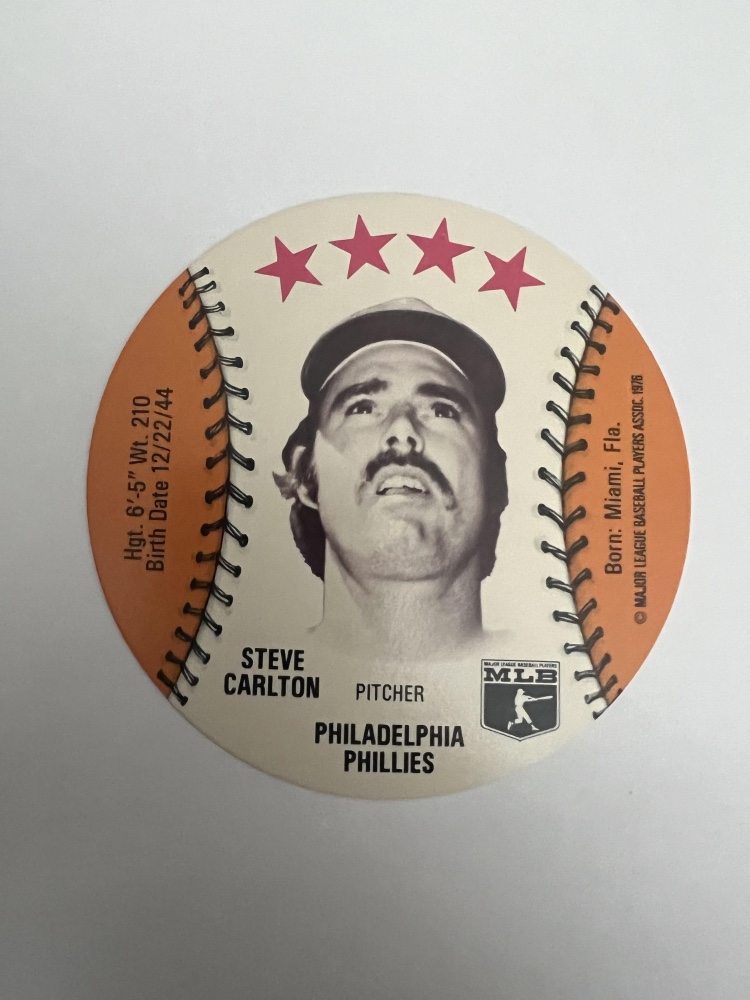 Hgt. 6'-5" Wt. 210
Birth Date 12/22/44
STEVE
CARLTON
PITCHER
PHILADELPHIA
PHILLIES
MAJOR LEAGUE BASEBALL PLAYERS
MLB
Born: Miami, Fla.
© MAJOR LEAGUE BASEBALL PLAYERS ASSOC. 1976